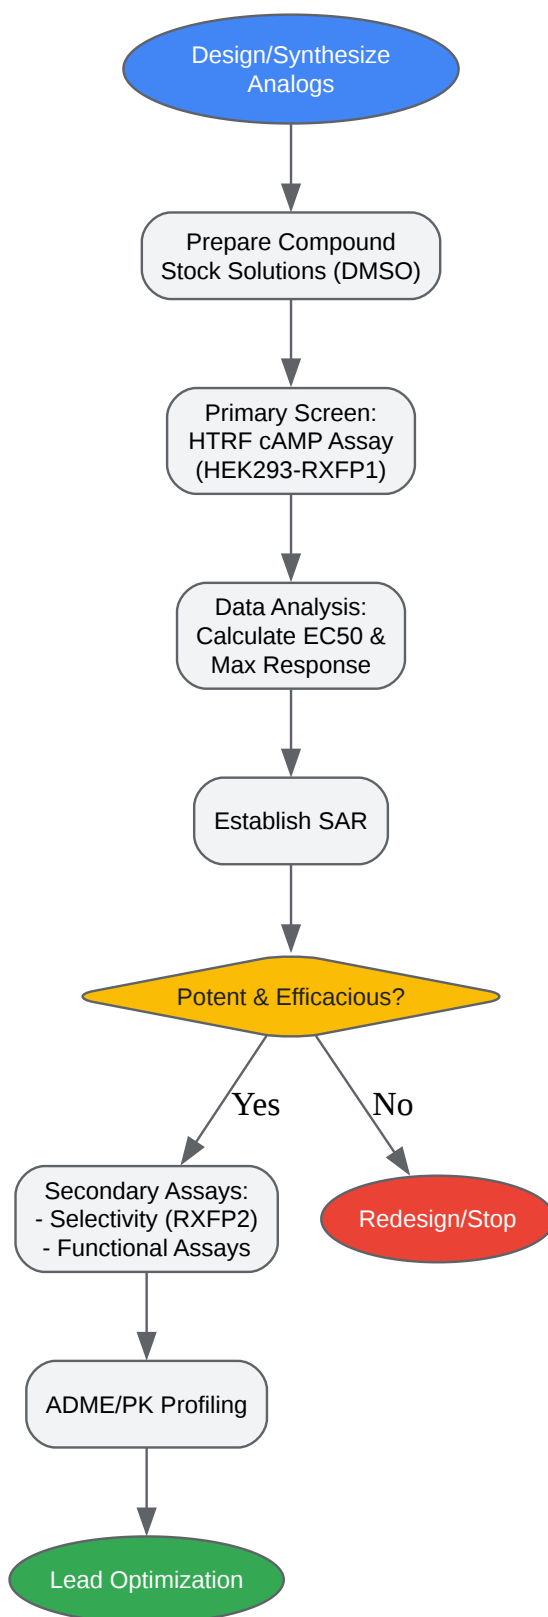 Design/Synthesize
Analogs
Prepare Compound
Stock Solutions (DMSO)
Primary Screen:
HTRF cAMP Assay
(HEK293-RXFP1)
Data Analysis:
Calculate EC50 &
Max Response
Establish SAR
Potent & Efficacious?
Yes
No
Secondary Assays:
- Selectivity (RXFP2)
- Functional Assays
Redesign/Stop
ADME/PK Profiling
Lead Optimization